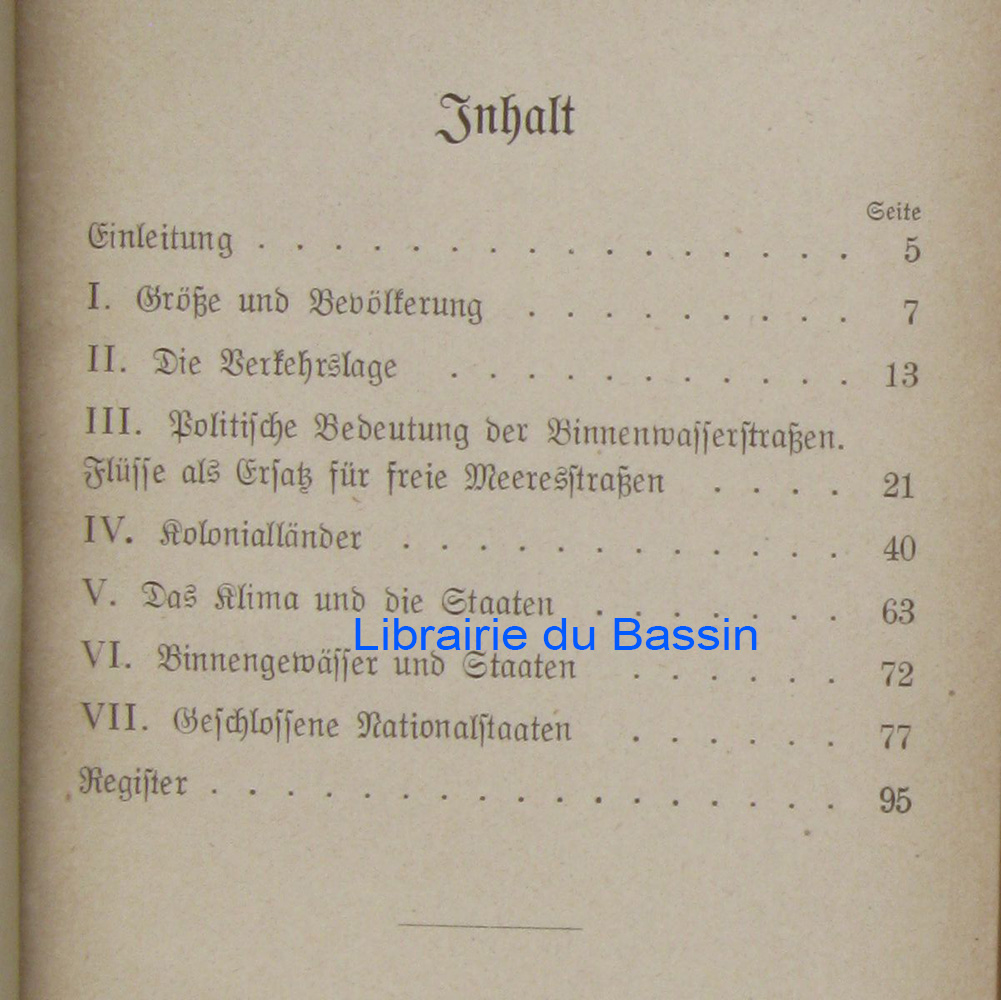 Inhalt
Seite
Einleitung . . . . . . . . . . . . . . . . 5
I. Größe und Bevölkerung . . . . . . . . . 7
II. Die Verkehrslage . . . . . . . . . . . 13
III. Politische Bedeutung der Binnenwasserstraßen.
Flüsse als Ersatz für freie Meeresstraßen . . . . 21
IV. Kolonialländer . . . . . . . . . . . . 40
V. Das Klima und die Staaten . . . . . . . 63
Librairie du Bassin
VI. Binnengewässer und Staaten . . . . . . 72
VII. Geschlossene Nationalstaaten . . . . . . 77
Register . . . . . . . . . . . . . . . . . 95